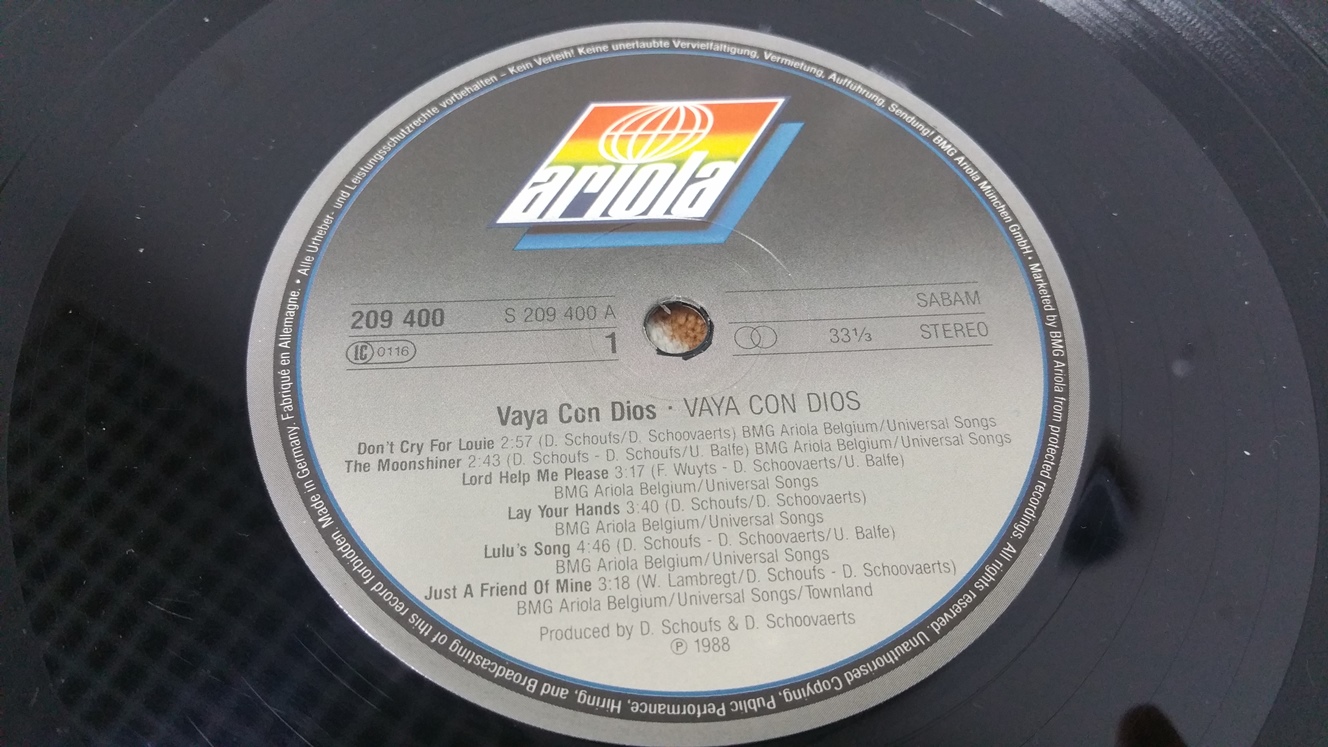 ariola
209 400 S 209 400 A
LC 0116 1
SABAM
33⅓ STEREO
Vaya Con Dios · VAYA CON DIOS
Don't Cry For Louie 2:57 (D. Schoufs/D. Schoovaerts) BMG Ariola Belgium/Universal Songs
The Moonshiner 2:43 (D. Schoufs - D. Schoufs/U. Balfe) BMG Ariola Belgium/Universal Songs
Lord Help Me Please 3:17 (F. Wuyts - D. Schoovaerts/U. Balfe)
BMG Ariola Belgium/Universal Songs
Lay Your Hands 3:40 (D. Schoufs/D. Schoovaerts)
BMG Ariola Belgium/Universal Songs
Lulu's Song 4:46 (D. Schoufs - D. Schoovaerts/U. Balfe)
BMG Ariola Belgium/Universal Songs
Just A Friend Of Mine 3:18 (W. Lambregt/D. Schoufs - D. Schoovaerts)
BMG Ariola Belgium/Universal Songs/Townland
Produced by D. Schoufs & D. Schoovaerts
℗ 1988
Alle Urheber- und Leistungsschutzrechte vorbehalten – Kein Verleih! Keine unerlaubte Vervielfältigung, Vermietung, Aufführung, Sendung! BMG Ariola München GmbH · Marketed by BMG Ariola from protected recordings. All rights reserved. Unauthorised Copying, Public Performance, Hiring, and Broadcasting of this record forbidden. Made in Germany. Fabriqué en Allemagne. •